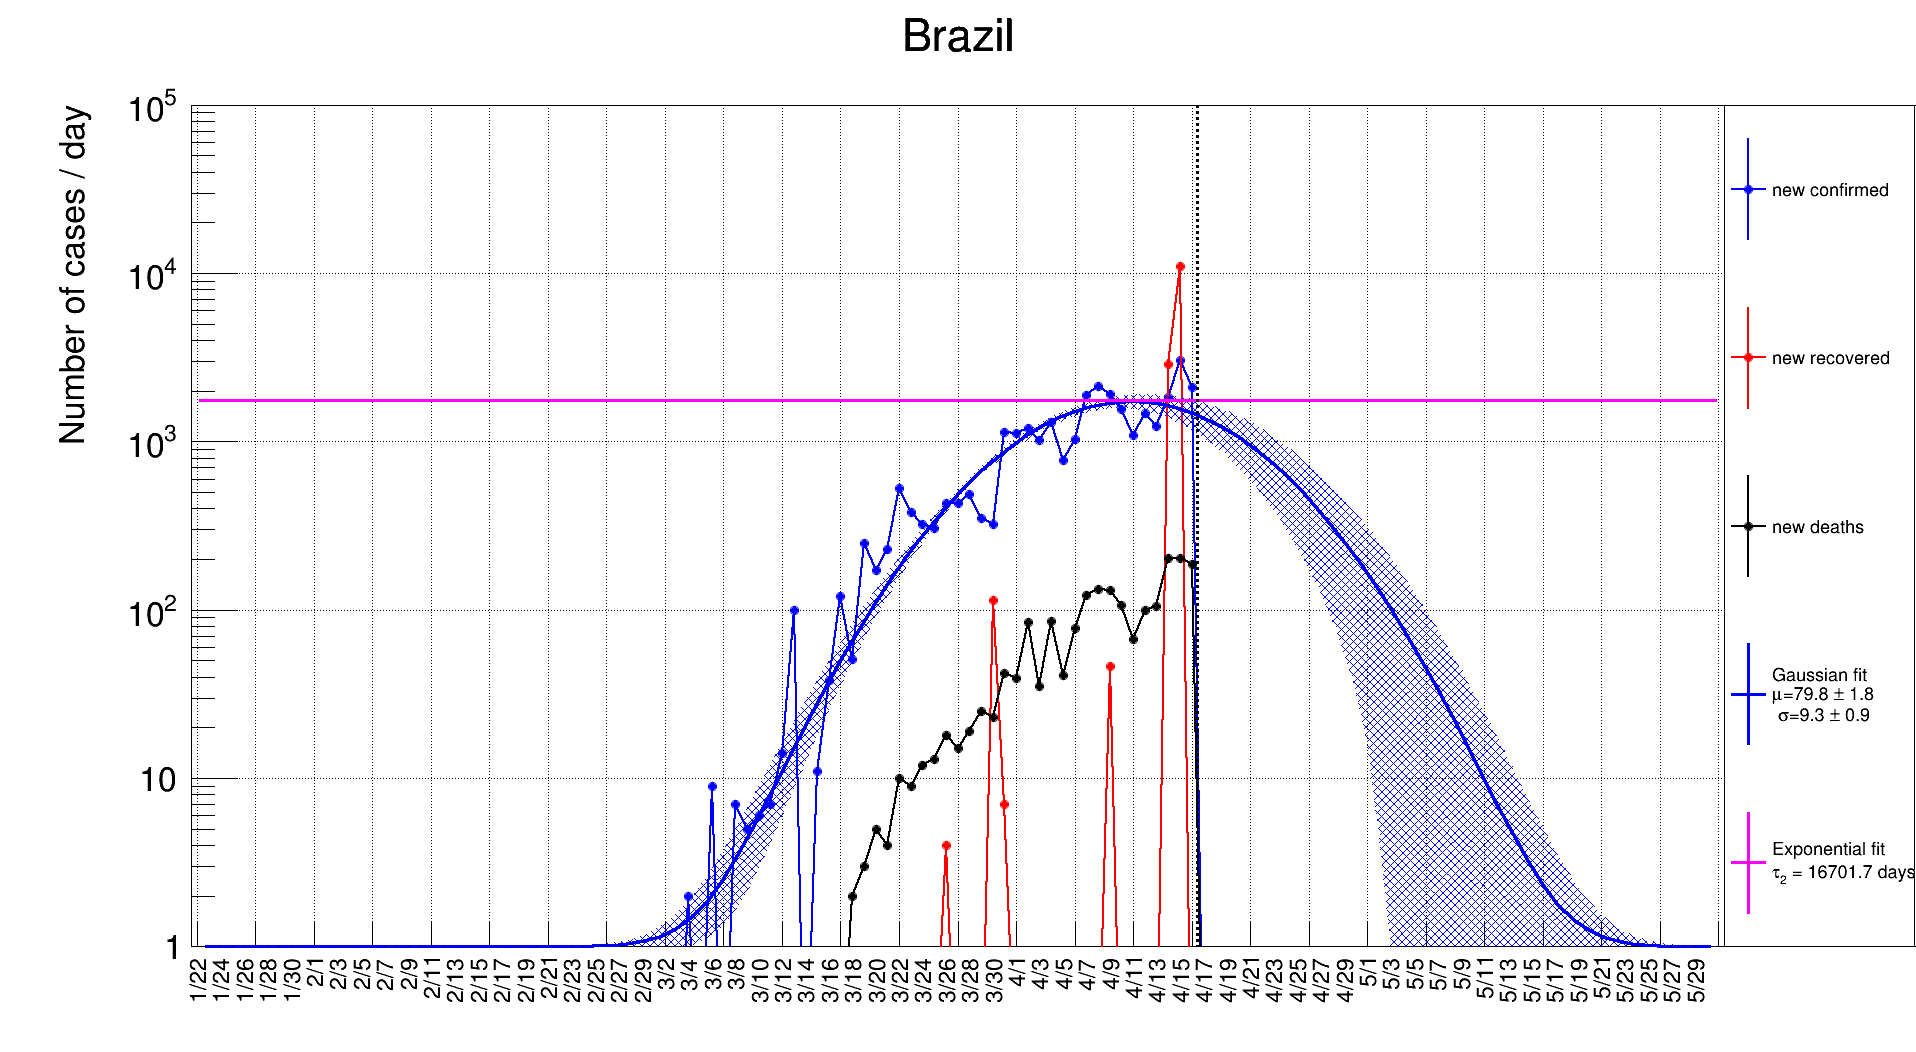 Brazil
Number of cases / day
10^5
10^4
10^3
10^2
10
1
1/22 1/24 1/26 1/28 1/30 2/1 2/3 2/5 2/7 2/9 2/11 2/13 2/15 2/17 2/19 2/21 2/23 2/25 2/27 2/29 3/2 3/4 3/6 3/8 3/10 3/12 3/14 3/16 3/18 3/20 3/22 3/24 3/26 3/28 3/30 4/1 4/3 4/5 4/7 4/9 4/11 4/13 4/15 4/17 4/19 4/21 4/23 4/25 4/27 4/29 5/1 5/3 5/5 5/7 5/9 5/11 5/13 5/15 5/17 5/19 5/21 5/23 5/25 5/27 5/29
new confirmed
new recovered
new deaths
Gaussian fit
μ=79.8 ± 1.8
σ=9.3 ± 0.9
Exponential fit
τ₂ = 16701.7 days